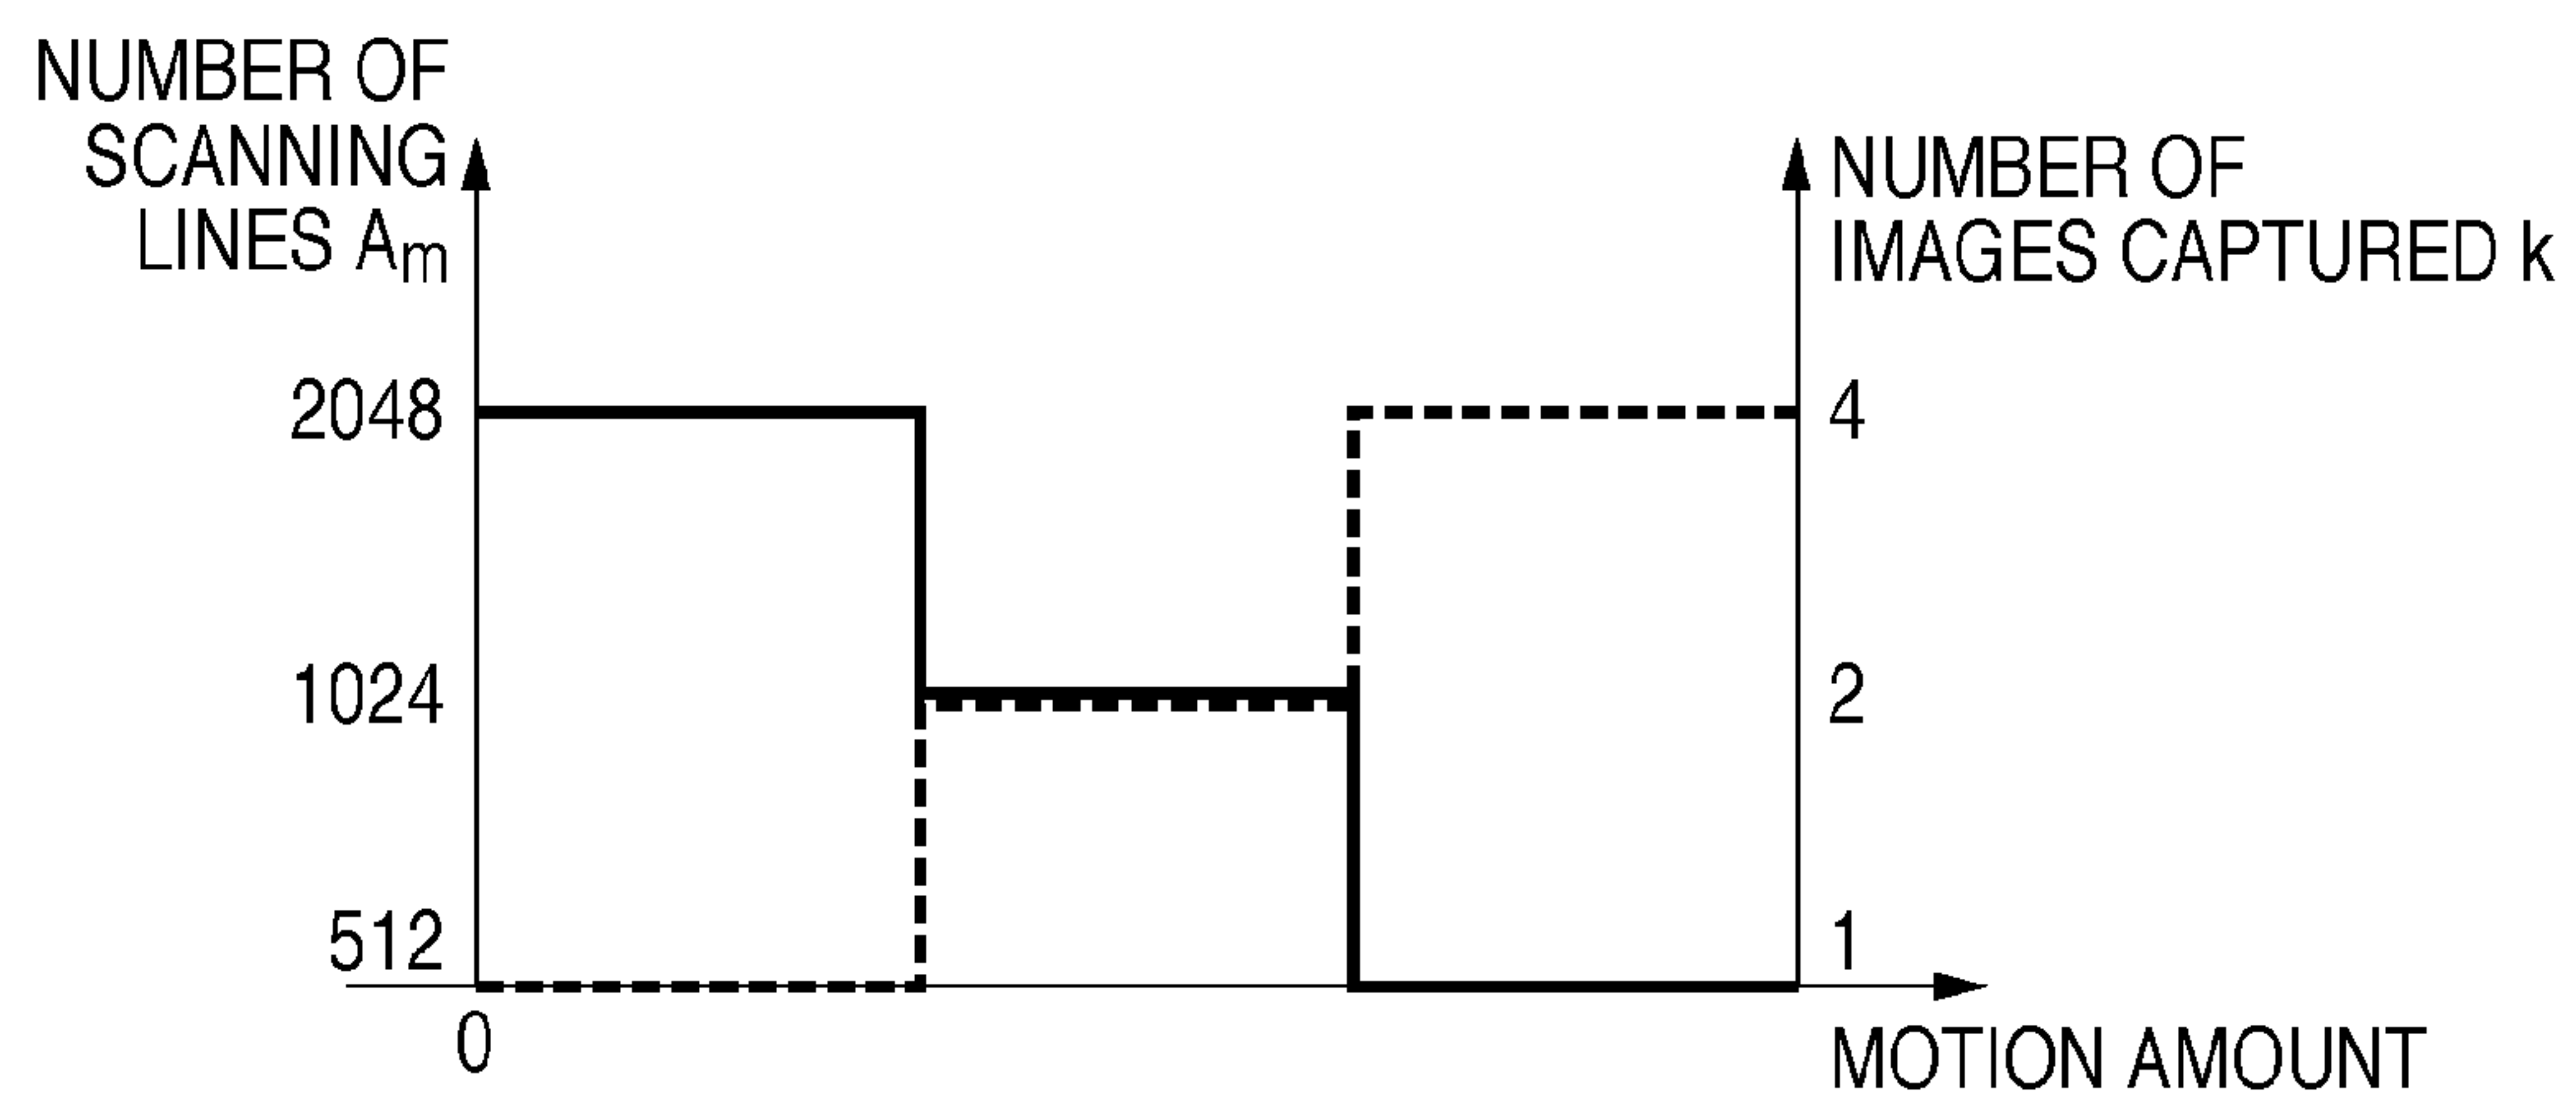 NUMBER OF
SCANNING
LINES Am
NUMBER OF
IMAGES CAPTURED k
2048
4
1024
2
512
1
0
MOTION AMOUNT